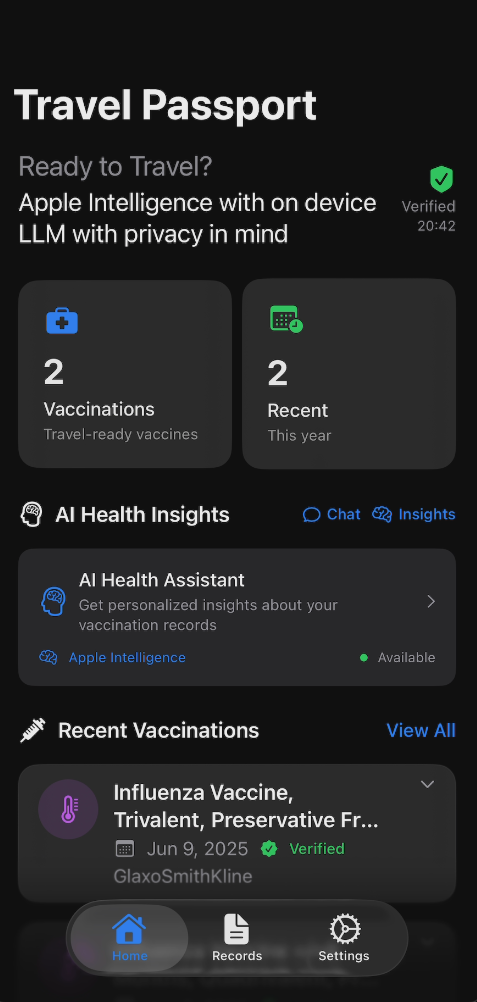 Travel Passport
Ready to Travel?
Apple Intelligence with on device
LLM with privacy in mind
Verified
20:42
2
Vaccinations
Travel-ready vaccines
2
Recent
This year
AI Health Insights
Chat
Insights
AI Health Assistant
Get personalized insights about your
vaccination records
Apple Intelligence
Available
Recent Vaccinations
View All
Influenza Vaccine,
Trivalent, Preservative Fr...
Jun 9, 2025
Verified
GlaxoSmithKline
Home
Records
Settings